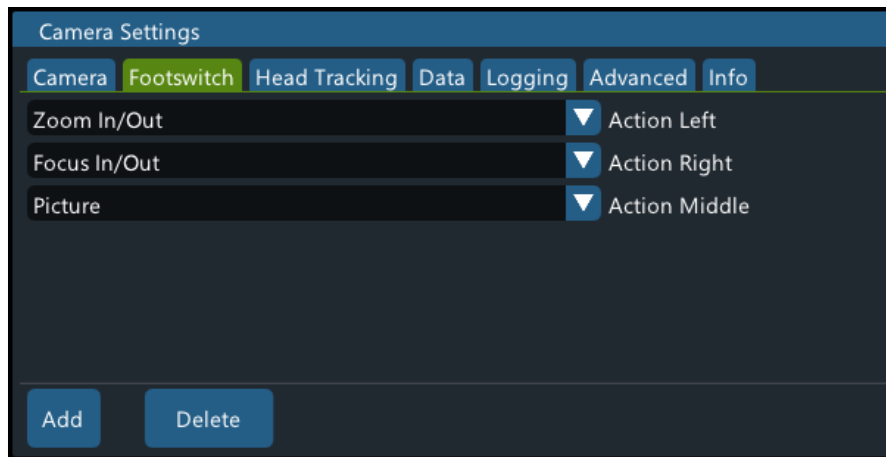 Camera Settings
Camera Footswitch Head Tracking Data Logging Advanced Info
Zoom In/Out Action Left
Focus In/Out Action Right
Picture Action Middle
Add Delete